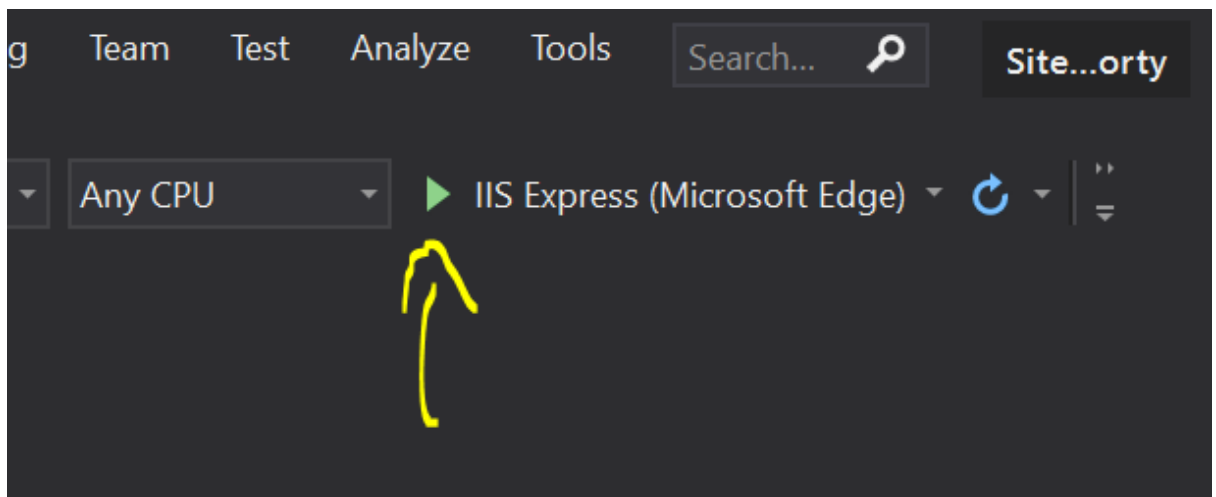 g Team Test Analyze Tools Search... Site...orty
Any CPU IIS Express (Microsoft Edge)